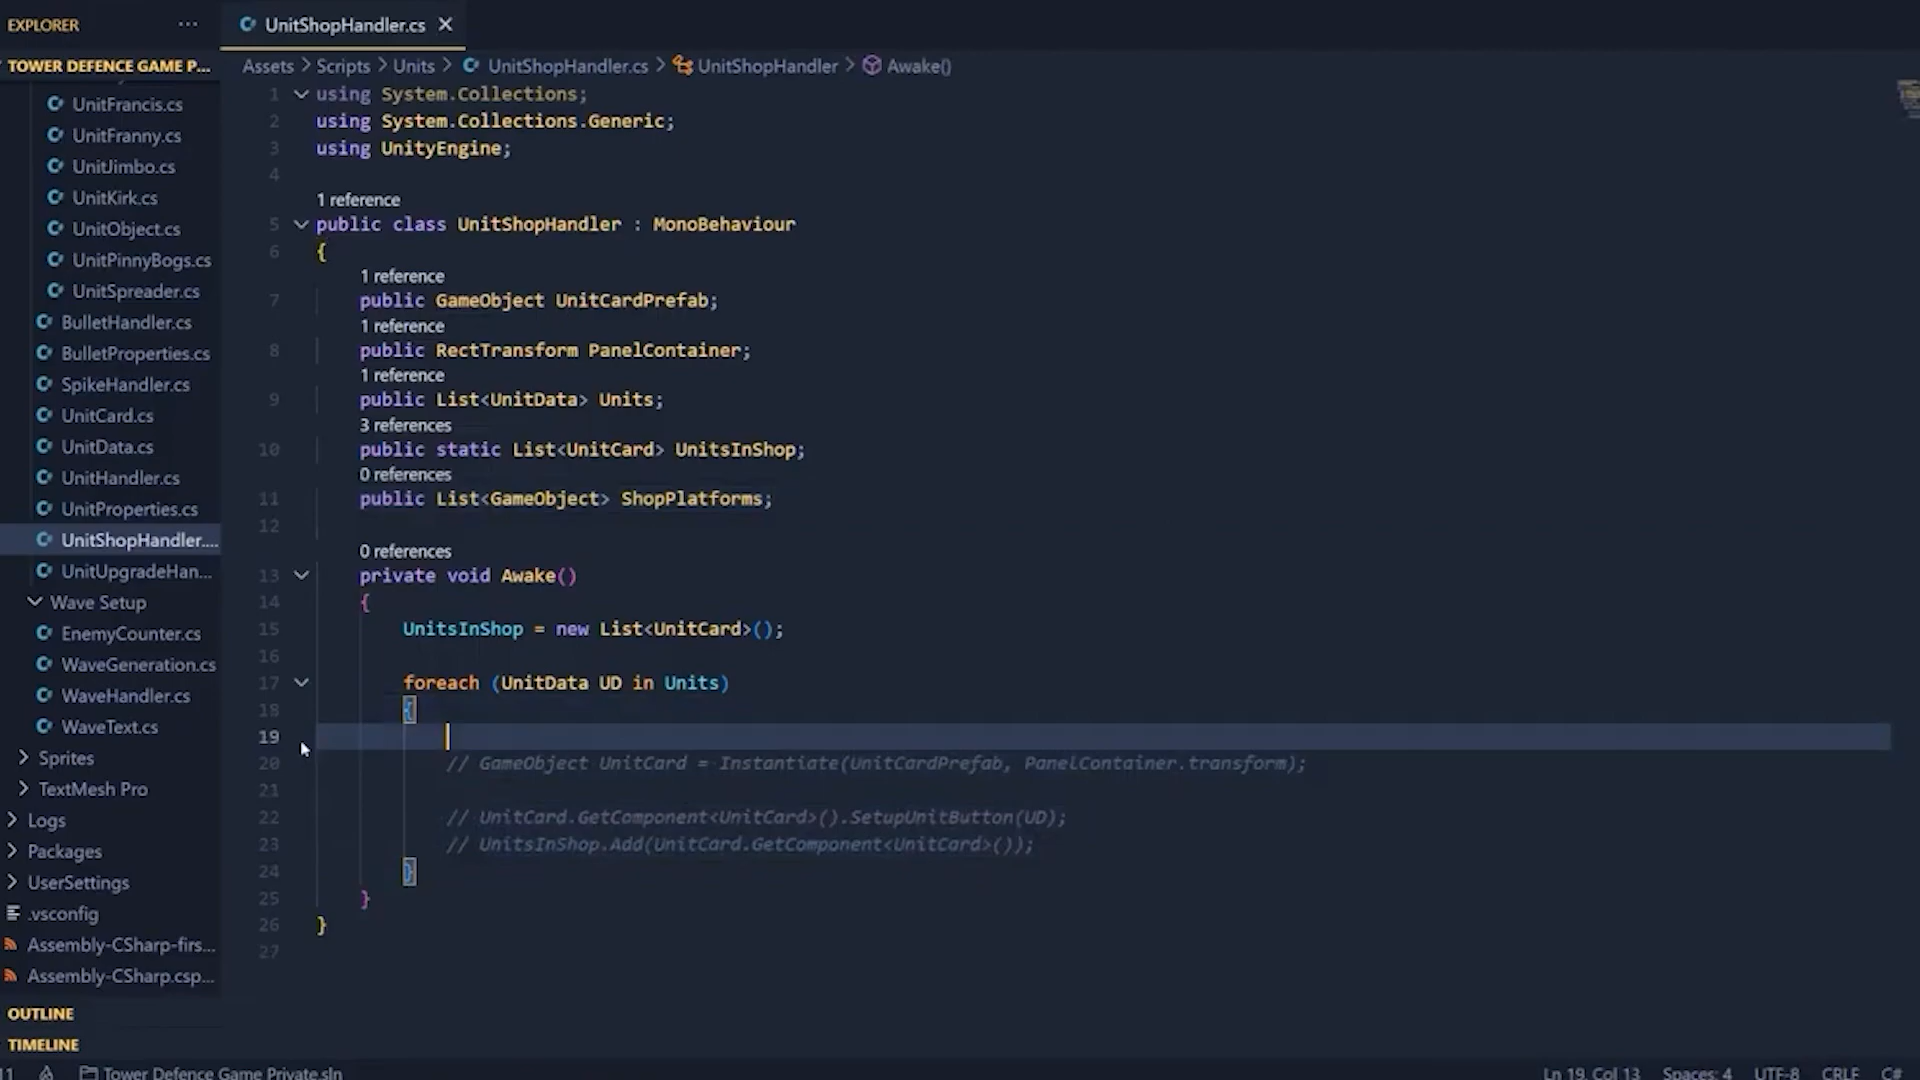 EXPLORER
···
UnitShopHandler.cs
TOWER DEFENCE GAME P...
Assets > Scripts > Units > UnitShopHandler.cs > UnitShopHandler > Awake()
UnitFrancis.cs
UnitFranny.cs
UnitJimbo.cs
UnitKirk.cs
UnitObject.cs
UnitPinnyBogs.cs
UnitSpreader.cs
BulletHandler.cs
BulletProperties.cs
SpikeHandler.cs
UnitCard.cs
UnitData.cs
UnitHandler.cs
UnitProperties.cs
UnitShopHandler....
UnitUpgradeHan...
Wave Setup
EnemyCounter.cs
WaveGeneration.cs
WaveHandler.cs
WaveText.cs
Sprites
TextMesh Pro
Logs
Packages
UserSettings
.vsconfig
Assembly-CSharp-firs...
Assembly-CSharp.csp...
OUTLINE
TIMELINE
1 using System.Collections;
2 using System.Collections.Generic;
3 using UnityEngine;
4
1 reference
5 public class UnitShopHandler : MonoBehaviour
6 {
1 reference
7 public GameObject UnitCardPrefab;
1 reference
8 public RectTransform PanelContainer;
1 reference
9 public List<UnitData> Units;
3 references
10 public static List<UnitCard> UnitsInShop;
0 references
11 public List<GameObject> ShopPlatforms;
12
0 references
13 private void Awake()
14 {
15 UnitsInShop = new List<UnitCard>();
16
17 foreach (UnitData UD in Units)
18 {
19
20 // GameObject UnitCard = Instantiate(UnitCardPrefab, PanelContainer.transform);
21
22 // UnitCard.GetComponent<UnitCard>().SetupUnitButton(UD);
23 // UnitsInShop.Add(UnitCard.GetComponent<UnitCard>());
24 }
25 }
26 }
27
11 Tower Defence Game Private.sln
Ln 19, Col 13 Spaces: 4 UTF-8 CRLF C#